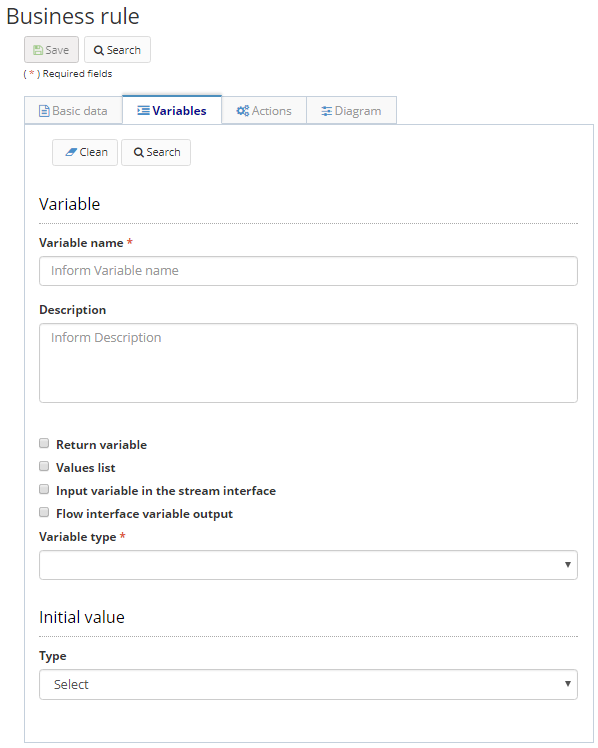 Business rule
Save Search
( * ) Required fields
Basic data Variables Actions Diagram
Clean Search
Variable
Variable name *
Inform Variable name
Description
Inform Description
Return variable
Values list
Input variable in the stream interface
Flow interface variable output
Variable type *
Initial value
Type
Select